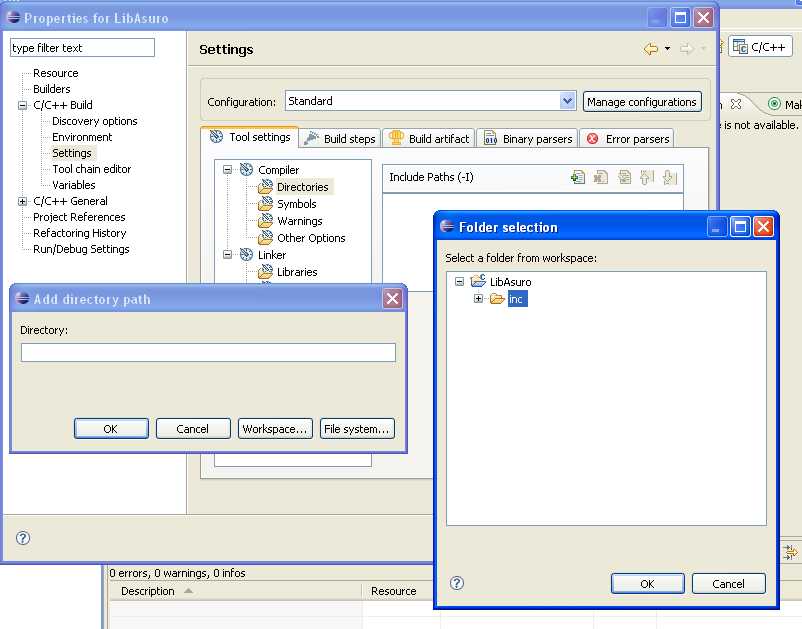 Properties for LibAsuro
type filter text
Resource
Builders
C/C++ Build
Discovery options
Environment
Settings
Tool chain editor
Variables
C/C++ General
Project References
Refactoring History
Run/Debug Settings
Settings
Configuration: Standard Manage configurations
Tool settings Build steps Build artifact Binary parsers Error parsers
Compiler
Directories
Symbols
Warnings
Other Options
Linker
Libraries
Include Paths (-I)
C/C++
Mak
e is not available.
Add directory path
Directory:
OK Cancel Workspace... File system...
Folder selection
Select a folder from workspace:
LibAsuro
inc
OK Cancel
0 errors, 0 warnings, 0 infos
Description Resource